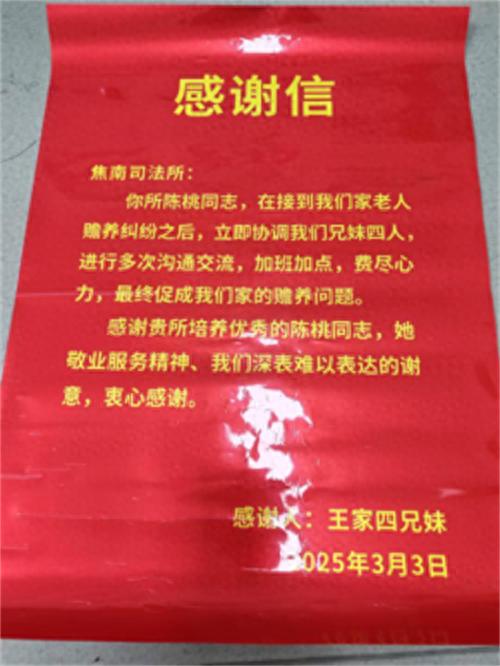 感谢信
焦南司法所：
你所陈桃同志，在接到我们家老人
赡养纠纷之后，立即协调我们兄妹四人，
进行多次沟通交流，加班加点，费尽心
力，最终促成我们家的赡养问题。
感谢贵所培养优秀的陈桃同志，她
敬业服务精神、我们深表难以表达的谢
意，衷心感谢。
感谢人：王家四兄妹
2025年3月3日